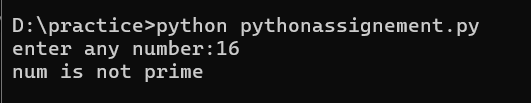 D:\practice>python pythonassignement.py
enter any number:16
num is not prime